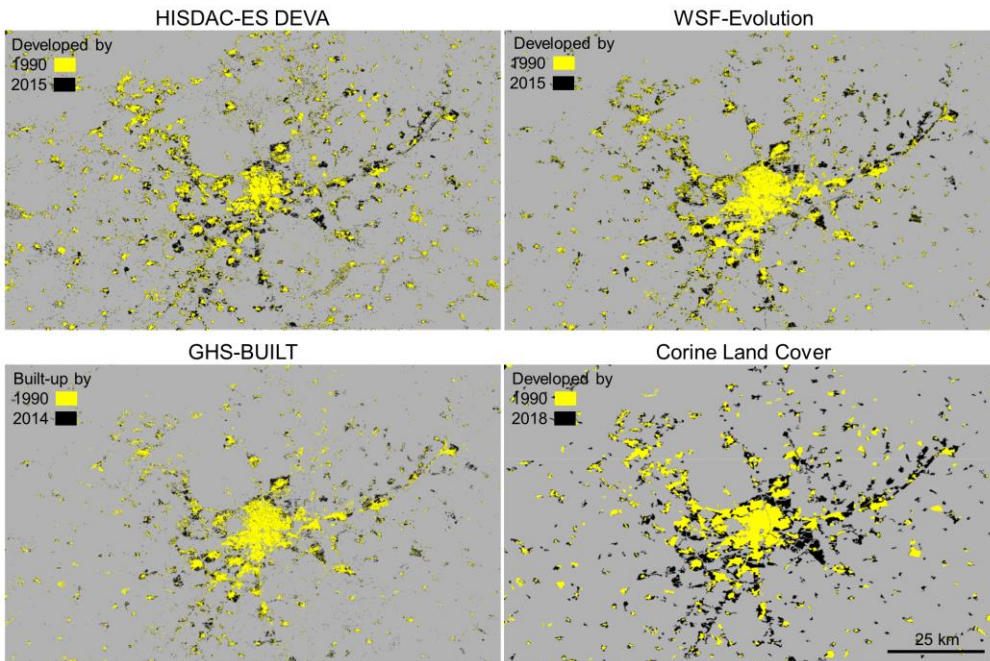 HISDAC-ES DEVA
Developed by
1990
2015
WSF-Evolution
Developed by
1990
2015
GHS-BUILT
Built-up by
1990
2014
Corine Land Cover
Developed by
1990
2018
25 km